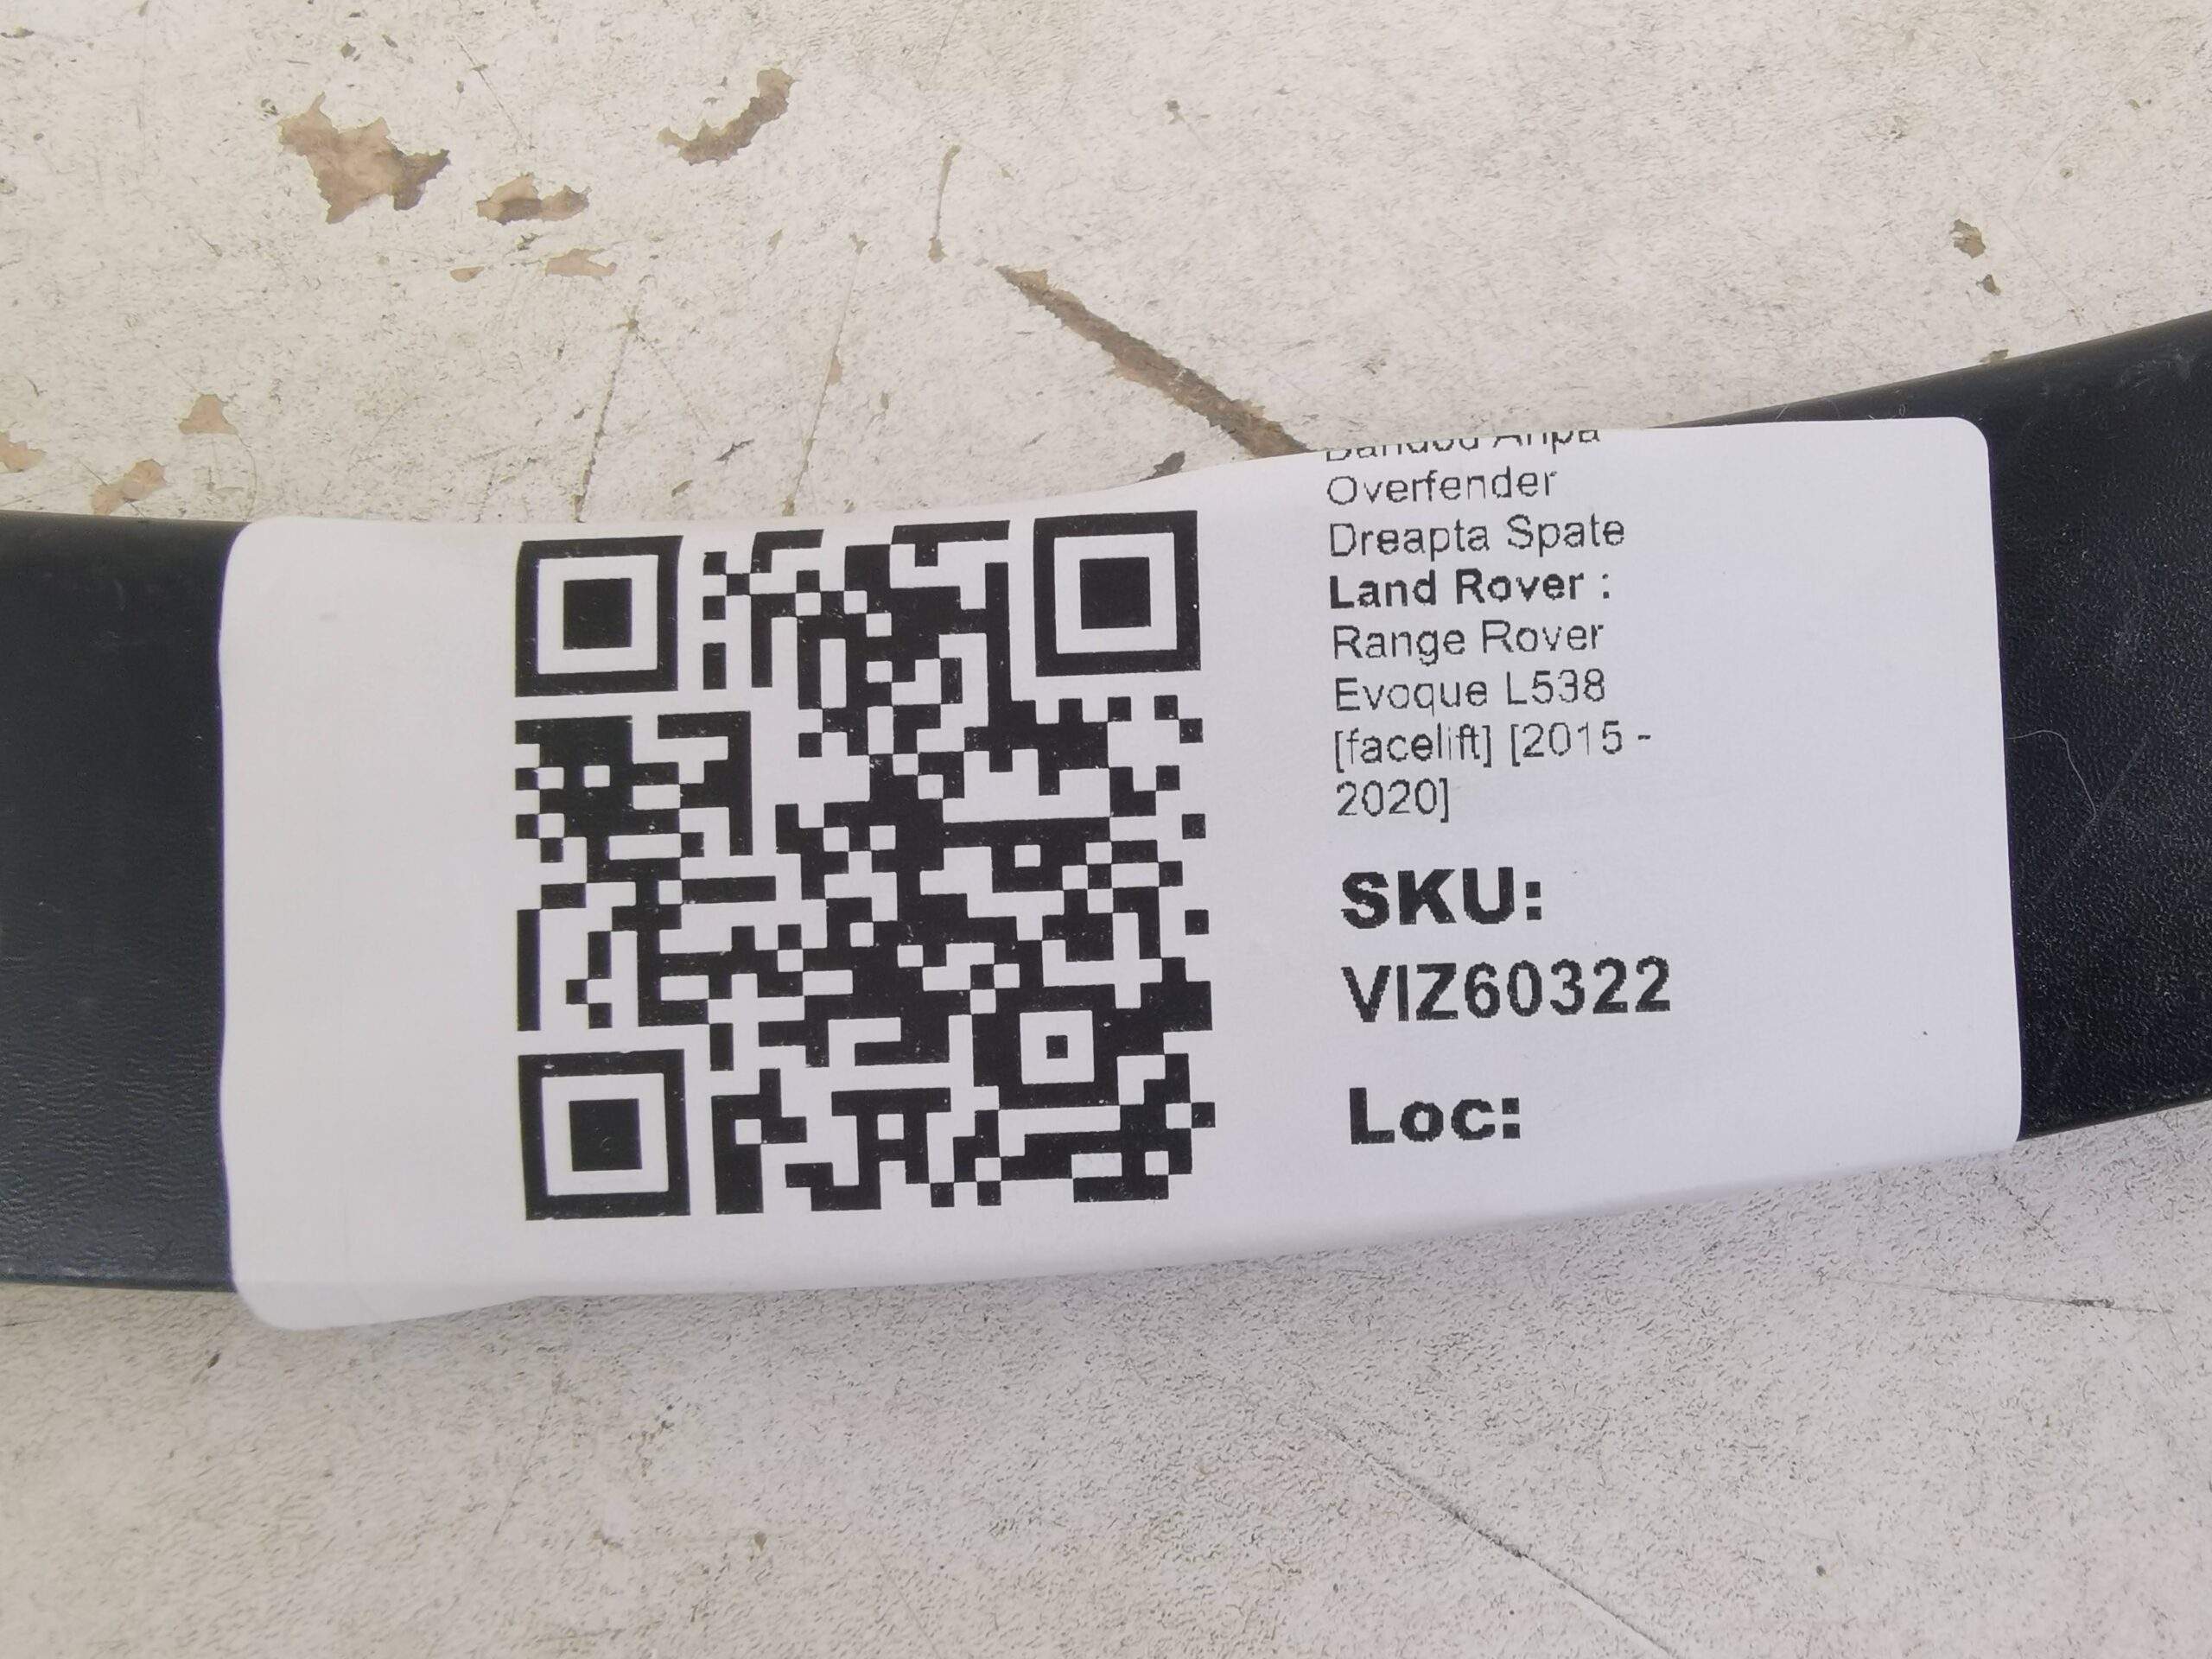 Overfender
Dreapta Spate
Land Rover :
Range Rover
Evoque L538
[facelift] [2015 -
2020]
SKU:
VIZ60322
Loc: